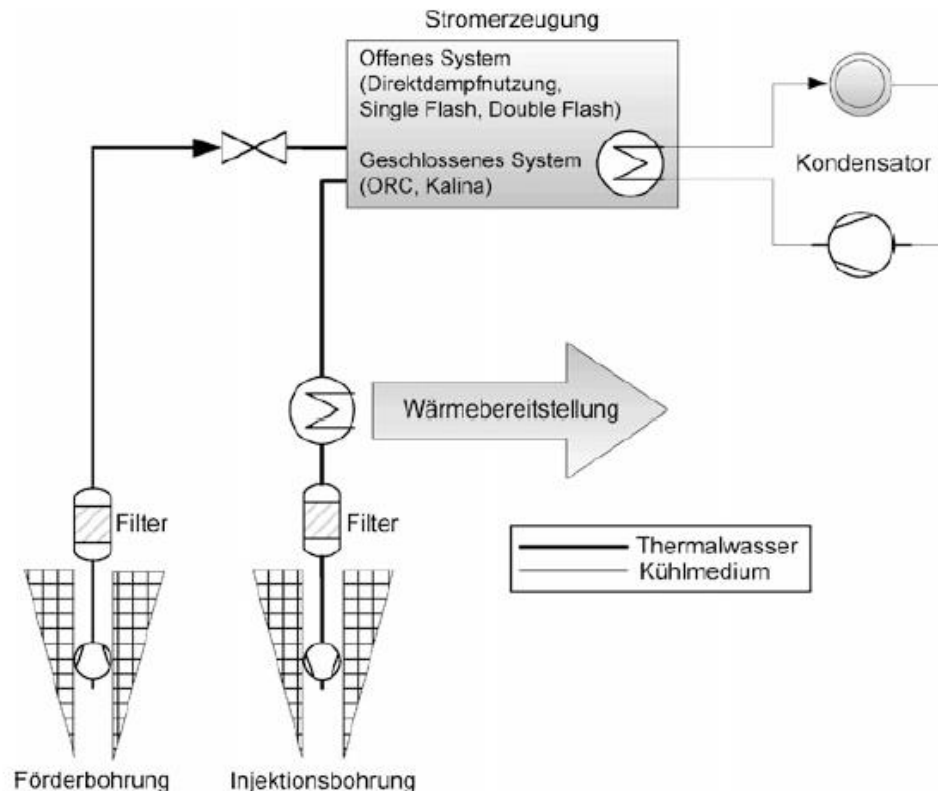 Stromerzeugung
Offenes System
(Direktdampfnutzung,
Single Flash, Double Flash)
Geschlossenes System
(ORC, Kalina)
Kondensator
Wärmebereitstellung
Filter
Filter
Thermalwasser
Kühlmedium
Förderbohrung
Injektionsbohrung